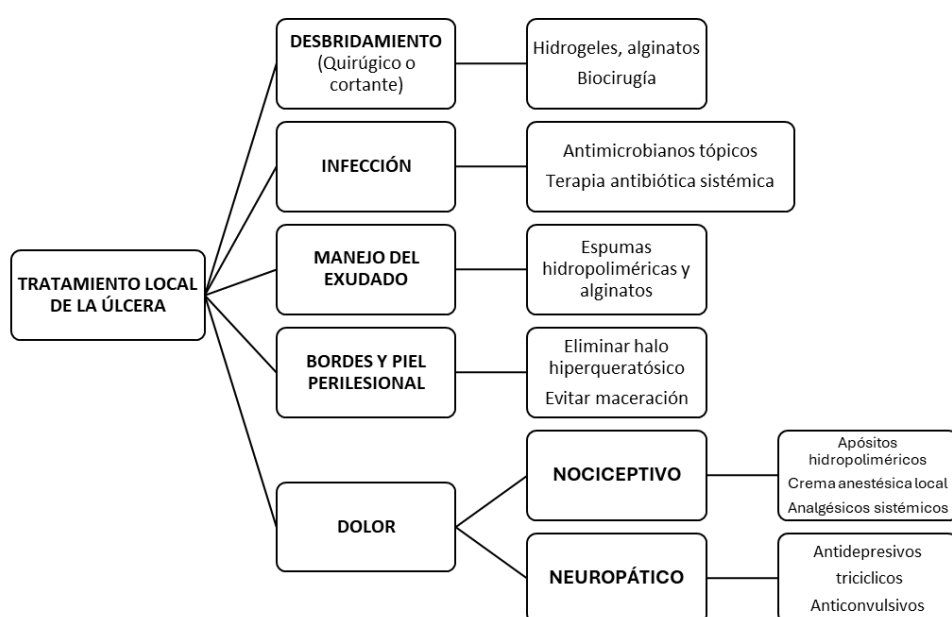 DESBRIDAMIENTO
(Quirúgico o
cortante)
Hidrogeles, alginatos
Biocirugía
INFECCIÓN
Antimicrobianos tópicos
Terapia antibiótica sistémica
TRATAMIENTO LOCAL
DE LA ÚLCERA
MANEJO DEL
EXUDADO
Espumas
hidropoliméricas y
alginatos
BORDES Y PIEL
PERILESIONAL
Eliminar halo
hiperqueratósico
Evitar maceración
DOLOR
NOCICEPTIVO
Apósitos
hidropoliméricos
Crema anestésica local
Analgésicos sistémicos
NEUROPÁTICO
Antidepresivos
triciclicos
Anticonvulsivos